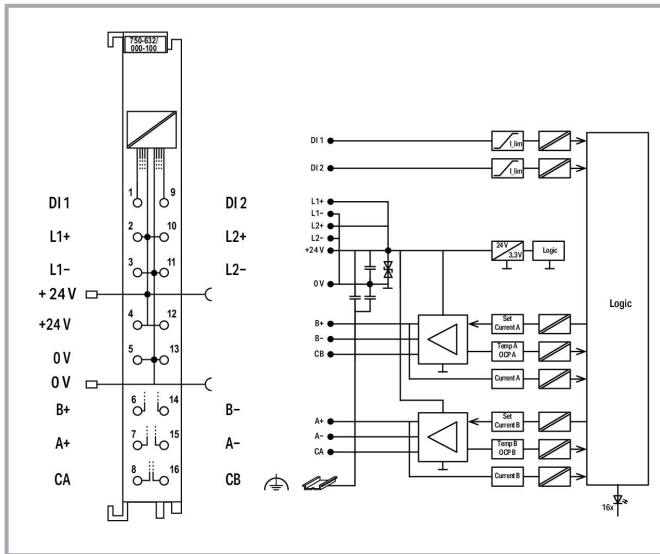 750-632/
000-100
1
9
DI 1
DI 2
2
10
L1+
L2+
3
11
L1−
L2−
+ 24 V
4
12
+24 V
5
13
0 V
0 V
6
14
B+
B−
7
15
A+
A−
8
16
CA
CB
DI 1
I_lim
DI 2
I_lim
L1+
L1−
L2+
L2−
+24 V
24 V
3,3V
Logic
0 V
Logic
B+
B−
CB
Set
Current A
Temp A
OCP A
Current A
A+
A−
CA
Set
Current B
Temp B
OCP B
Current B
16x